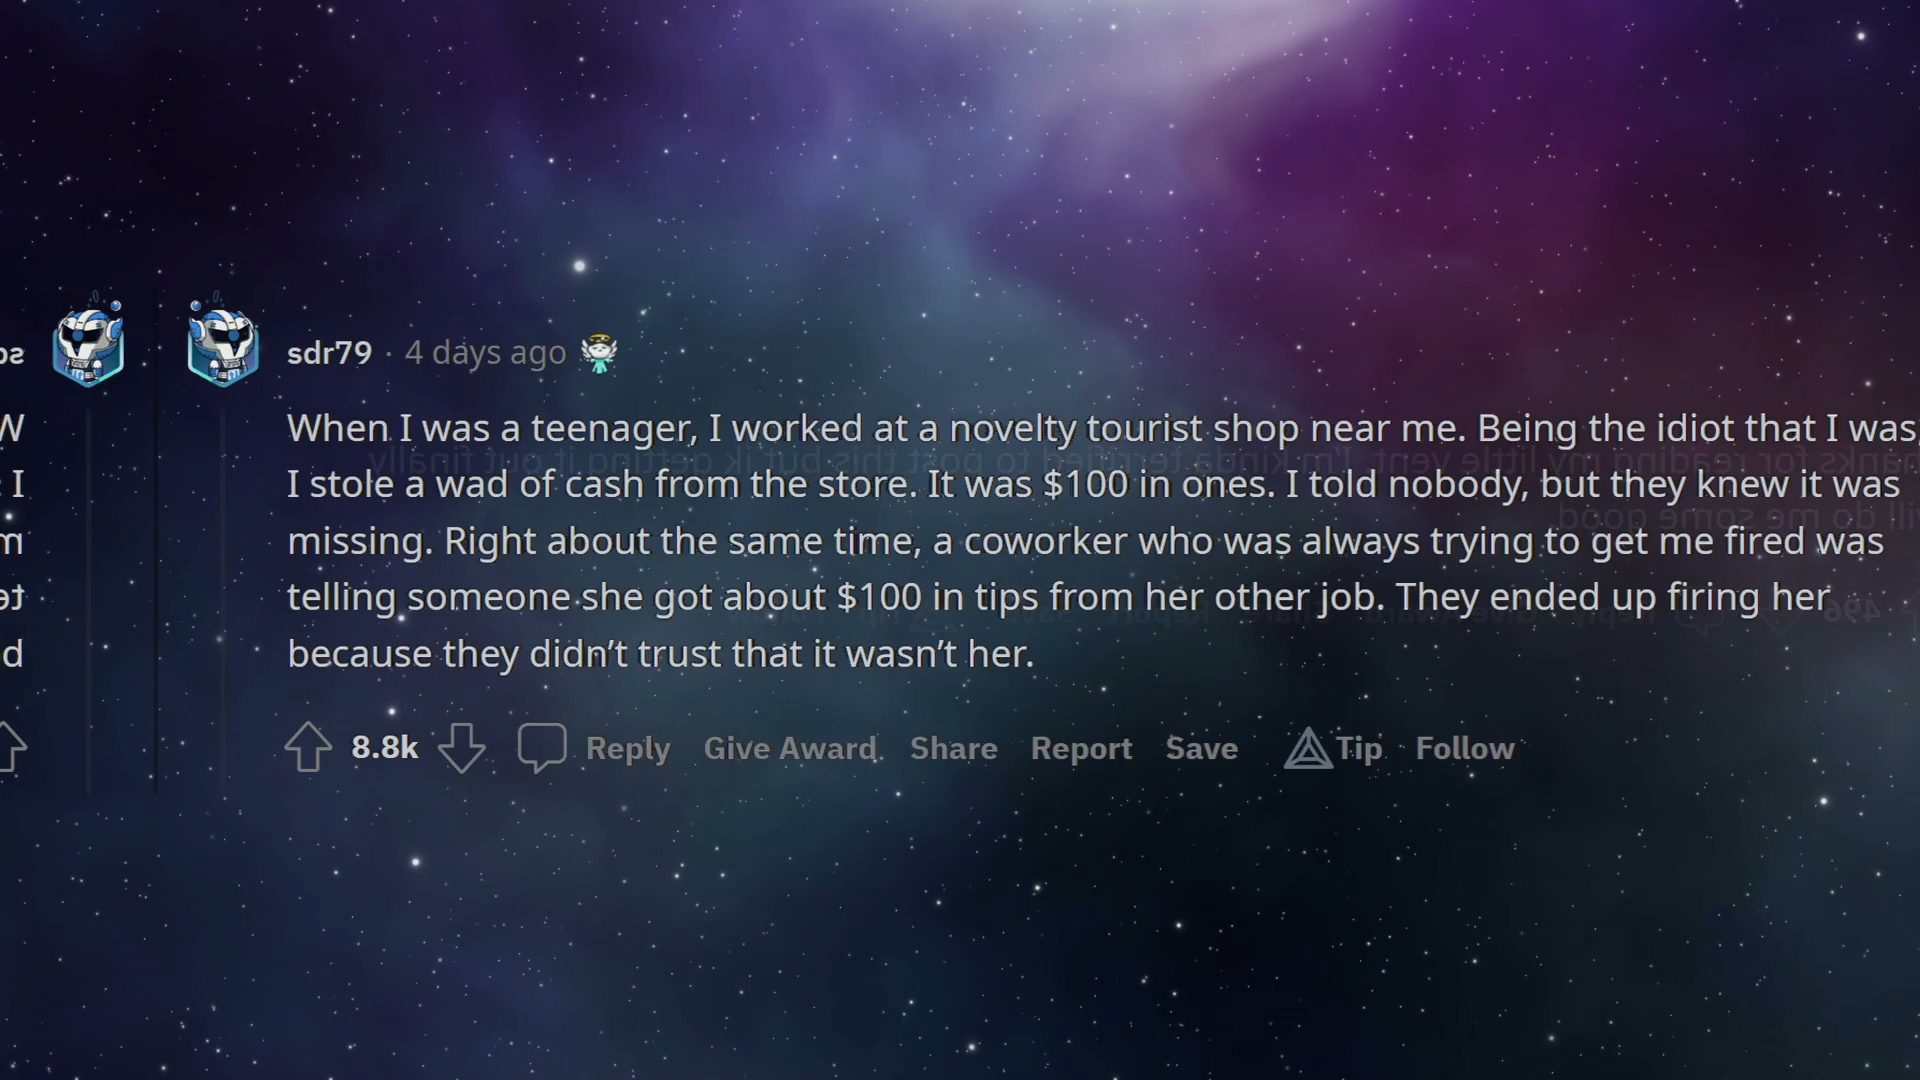 sdr79 · 4 days ago
When I was a teenager, I worked at a novelty tourist shop near me. Being the idiot that I was,
I stole a wad of cash from the store. It was $100 in ones. I told nobody, but they knew it was
missing. Right about the same time, a coworker who was always trying to get me fired was
telling someone she got about $100 in tips from her other job. They ended up firing her
because they didn’t trust that it wasn’t her.
8.8k Reply Give Award Share Report Save Tip Follow